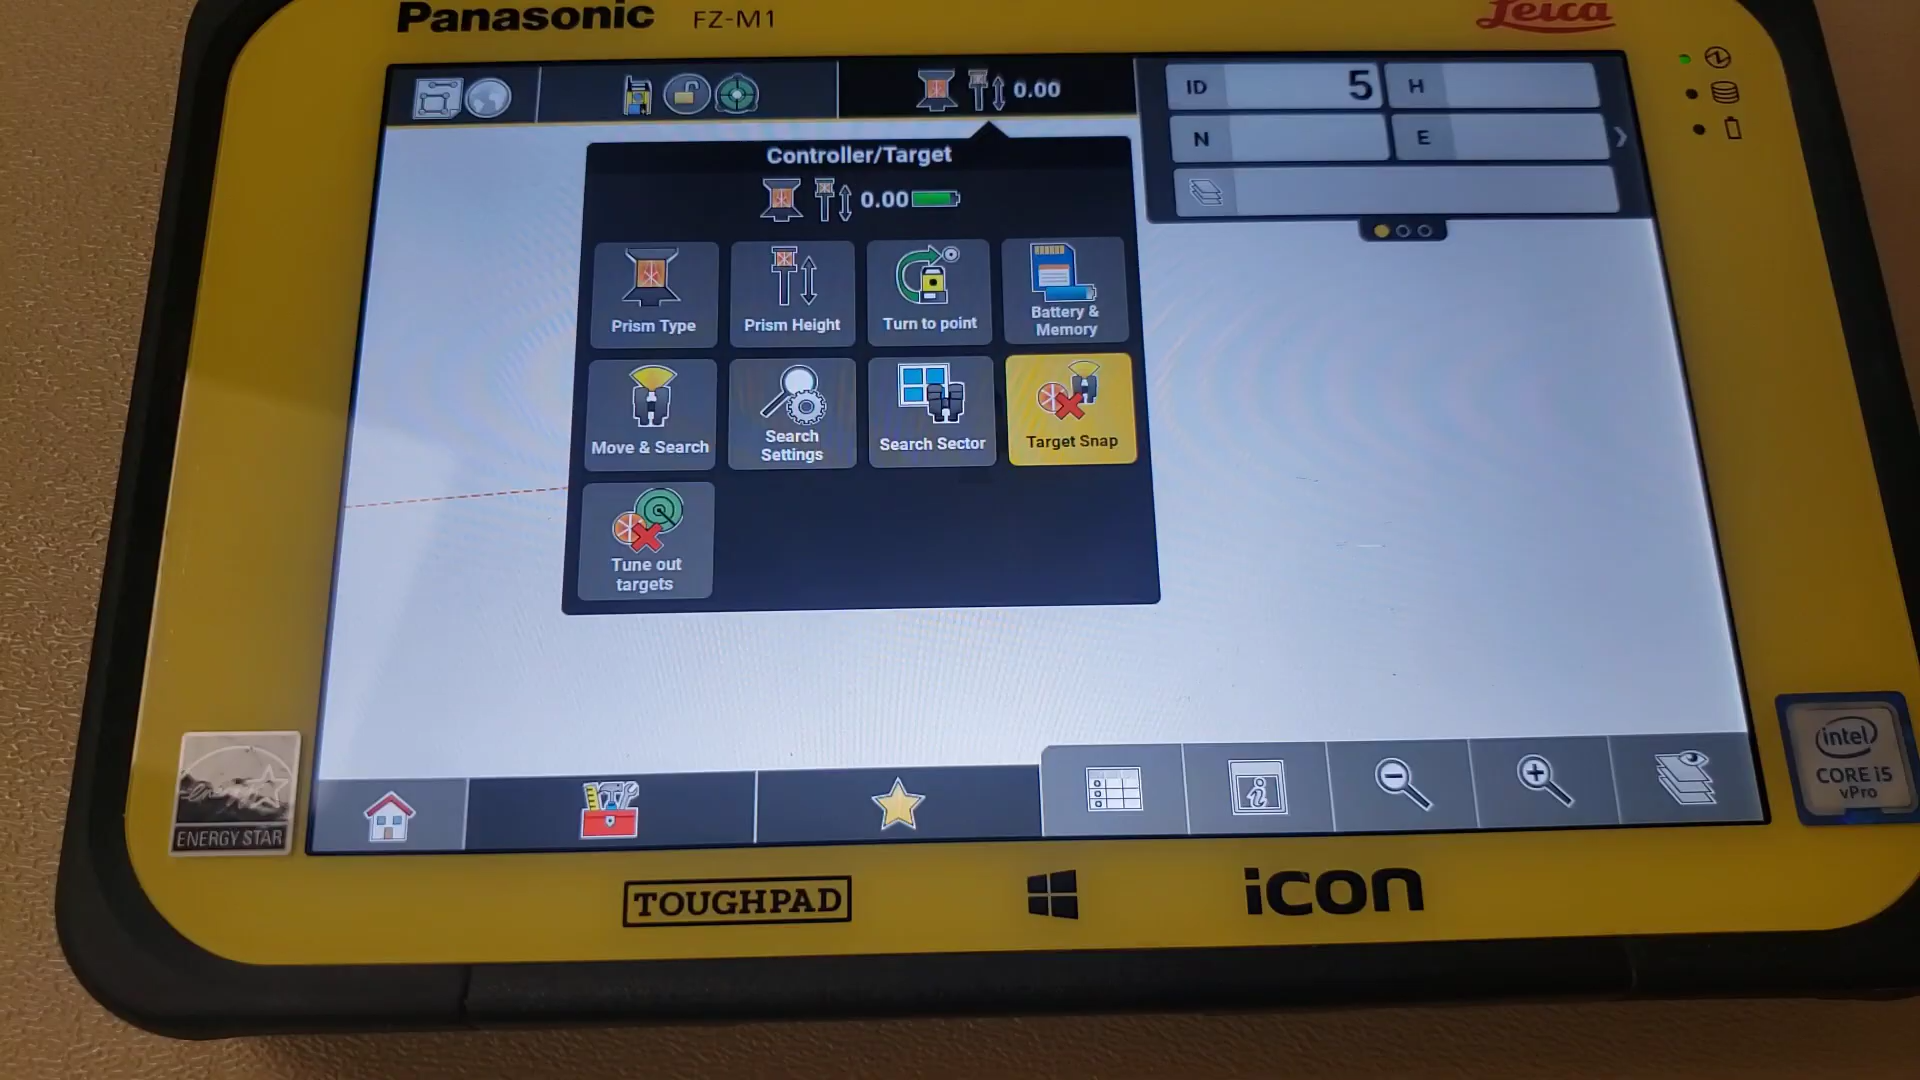 Panasonic FZ-M1
Leica
0.00
ID 5 H
N E
Controller/Target
0.00
Prism Type
Prism Height
Turn to point
Battery &
Memory
Move & Search
Search
Settings
Search Sector
Target Snap
Tune out
targets
ENERGY STAR
intel
CORE i5
vPro
TOUGHPAD
iCON